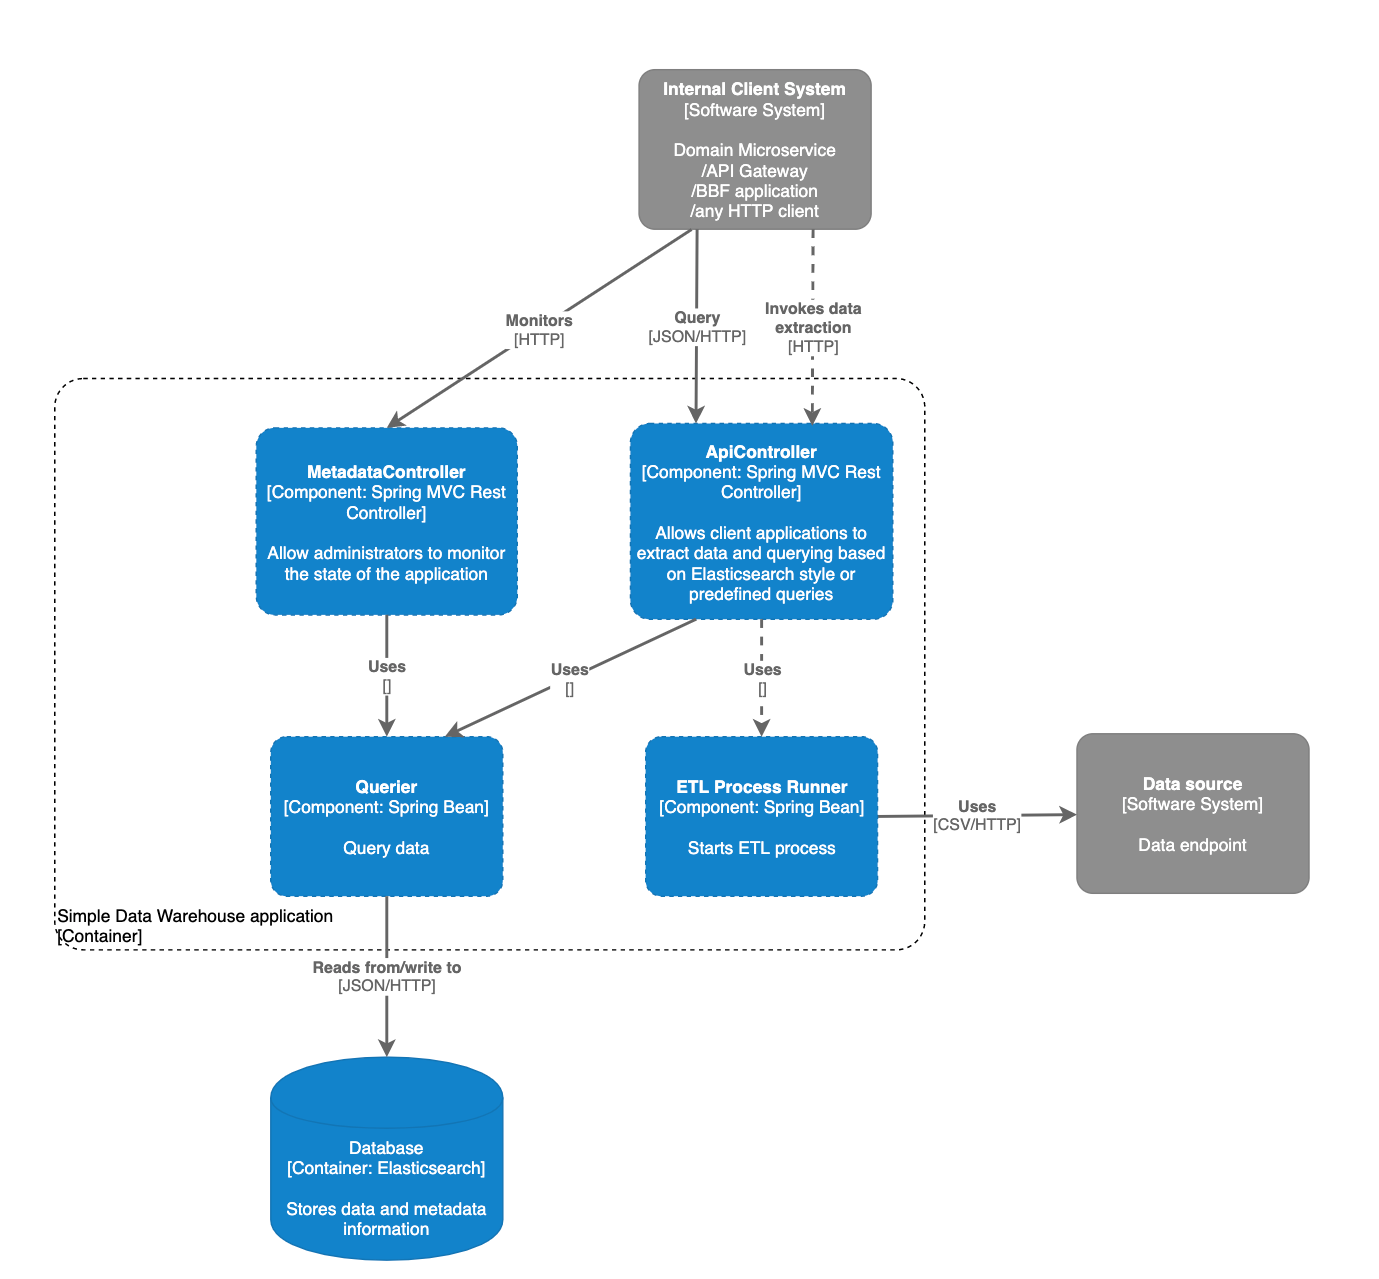 Internal Client System
[Software System]
Domain Microservice
/API Gateway
/BBF application
/any HTTP client
Monitors
[HTTP]
Query
[JSON/HTTP]
Invokes data
extraction
[HTTP]
MetadataController
[Component: Spring MVC Rest
Controller]
Allow administrators to monitor
the state of the application
ApiController
[Component: Spring MVC Rest
Controller]
Allows client applications to
extract data and querying based
on Elasticsearch style or
predefined queries
Uses
[]
Uses
[]
Uses
[]
Querier
[Component: Spring Bean]
Query data
ETL Process Runner
[Component: Spring Bean]
Starts ETL process
Uses
[CSV/HTTP]
Data source
[Software System]
Data endpoint
Simple Data Warehouse application
[Container]
Reads from/write to
[JSON/HTTP]
Database
[Container: Elasticsearch]
Stores data and metadata
information